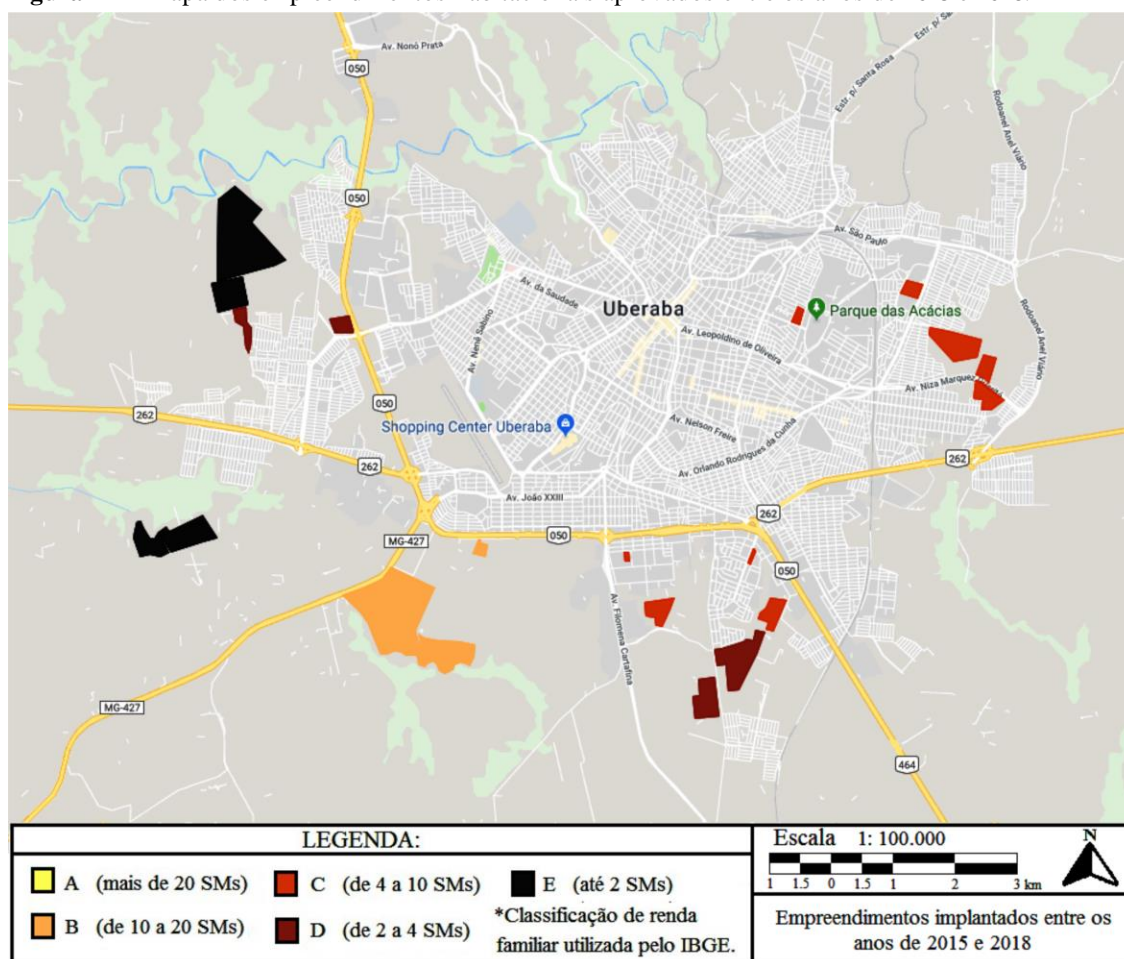 050
Av. Nonô Prata
Estr. p/ Santa Rosa
Rodoanel Anel Viário
050
Av. São Paulo
Av. da Saudade
Uberaba
Parque das Acácias
Av. Nenê Sabino
Av. Leopoldino de Oliveira
Rodoanel Anel Viário
050
Av. Niza Marquez
262
Shopping Center Uberaba
Av. Nelson Freire
Av. Orlando Rodrigues da Cunha
262
262
Av. João XXIII
262
MG-427
050
050
Av. Filomena Cartafina
MG-427
464
LEGENDA:
A (mais de 20 SMs)
C (de 4 a 10 SMs)
E (até 2 SMs)
B (de 10 a 20 SMs)
D (de 2 a 4 SMs)
*Classificação de renda
familiar utilizada pelo IBGE.
Escala 1: 100.000
N
1 1.5 0 1.5 1 2 3 km
Empreendimentos implantados entre os
anos de 2015 e 2018